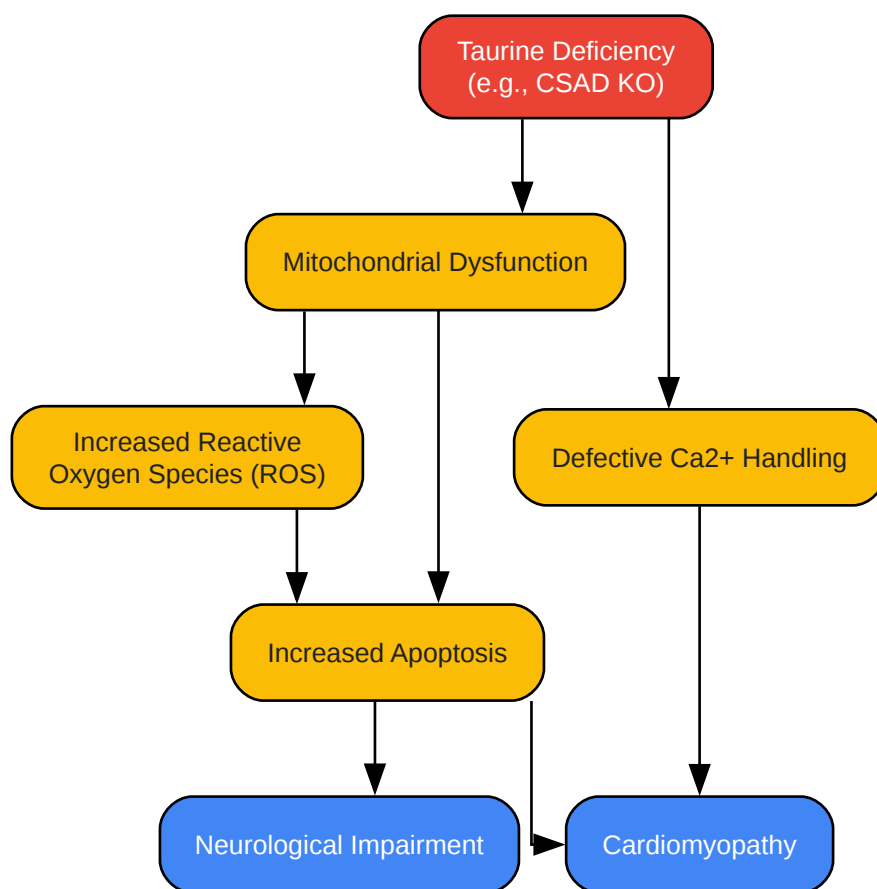 Taurine Deficiency
(e.g., CSAD KO)
Mitochondrial Dysfunction
Increased Reactive
Oxygen Species (ROS)
Defective Ca2+ Handling
Increased Apoptosis
Neurological Impairment
Cardiomyopathy